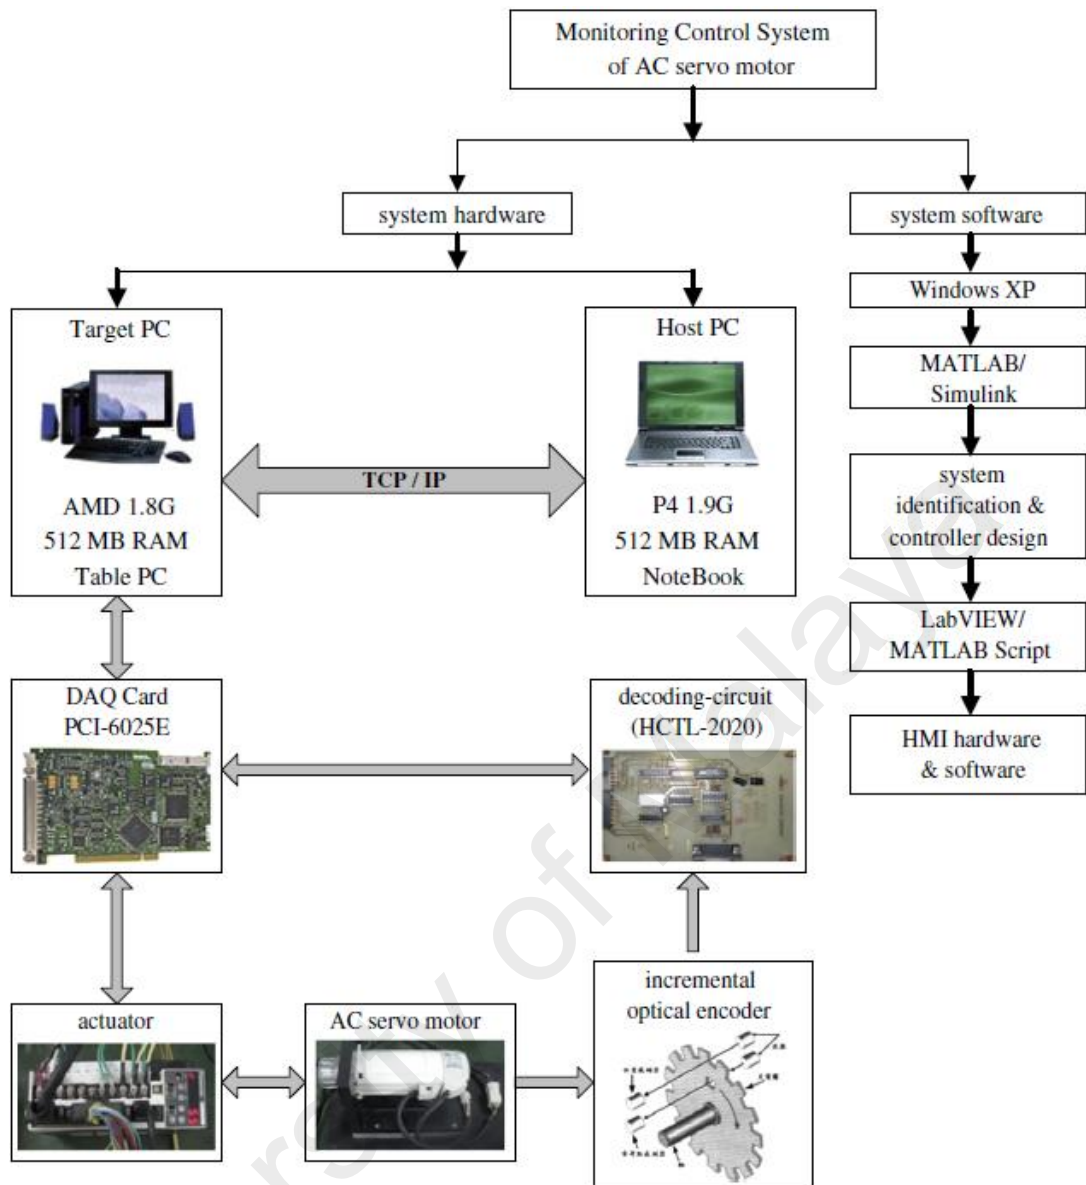 Monitoring Control System
of AC servo motor
system hardware
system software
Windows XP
Target PC
Host PC
MATLAB/
Simulink
TCP / IP
AMD 1.8G
512 MB RAM
Table PC
P4 1.9G
512 MB RAM
NoteBook
system
identification &
controller design
LabVIEW/
MATLAB Script
DAQ Card
PCI-6025E
decoding-circuit
(HCTL-2020)
HMI hardware
& software
actuator
AC servo motor
incremental
optical encoder
of Malaya